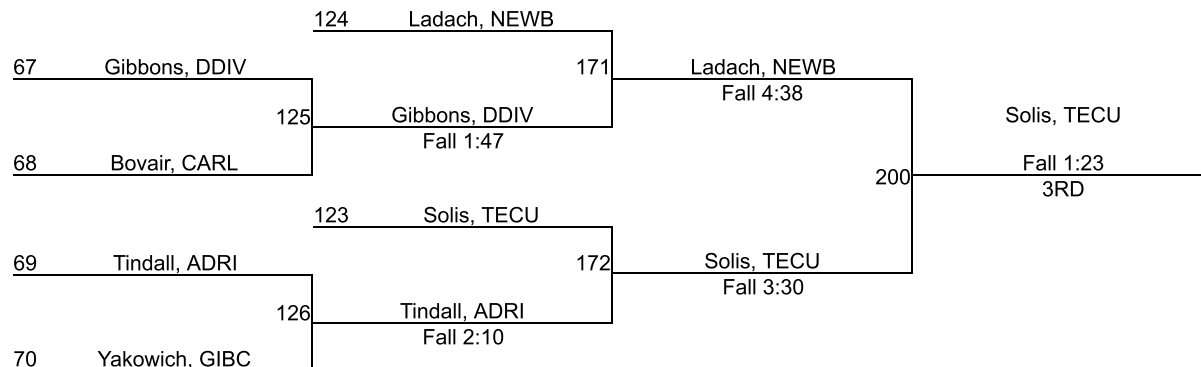 124 Ladach, NEWB
67 Gibbons, DDIV
171 Ladach, NEWB
Fall 4:38
125 Gibbons, DDIV
Fall 1:47
Solis, TECU
68 Bovair, CARL
Fall 1:23
200
3RD
123 Solis, TECU
69 Tindall, ADRI
172 Solis, TECU
Fall 3:30
126 Tindall, ADRI
Fall 2:10
70 Yakowich, GIBC